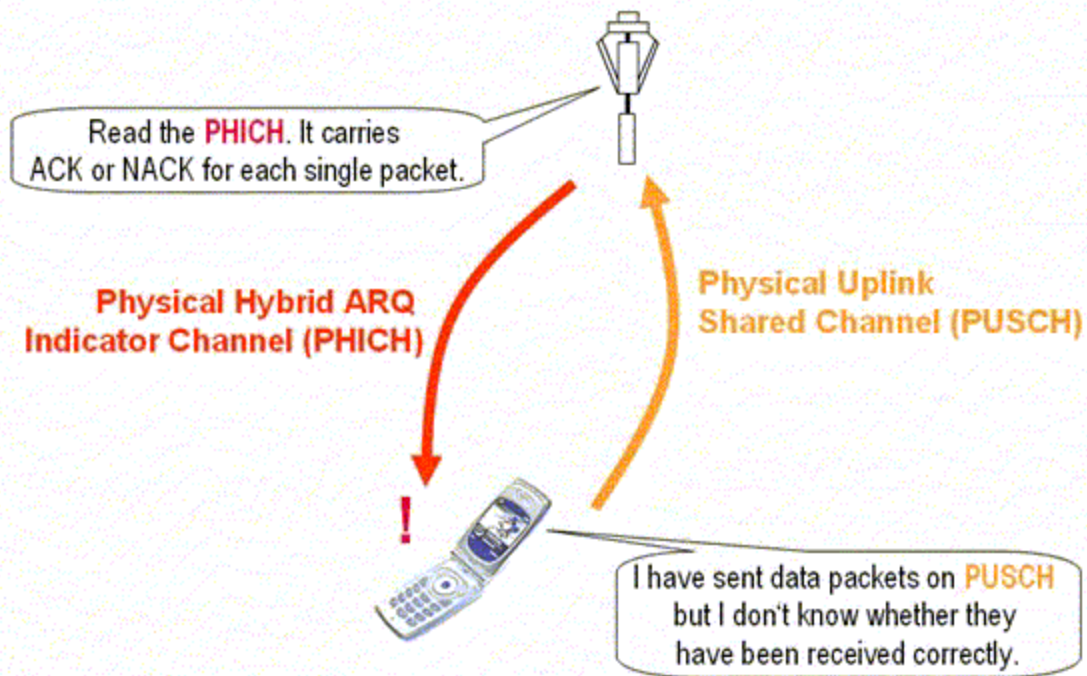 Read the PHICH. It carries
ACK or NACK for each single packet.
Physical Hybrid ARQ
Indicator Channel (PHICH)
Physical Uplink
Shared Channel (PUSCH)
!
I have sent data packets on PUSCH
but I don't know whether they
have been received correctly.